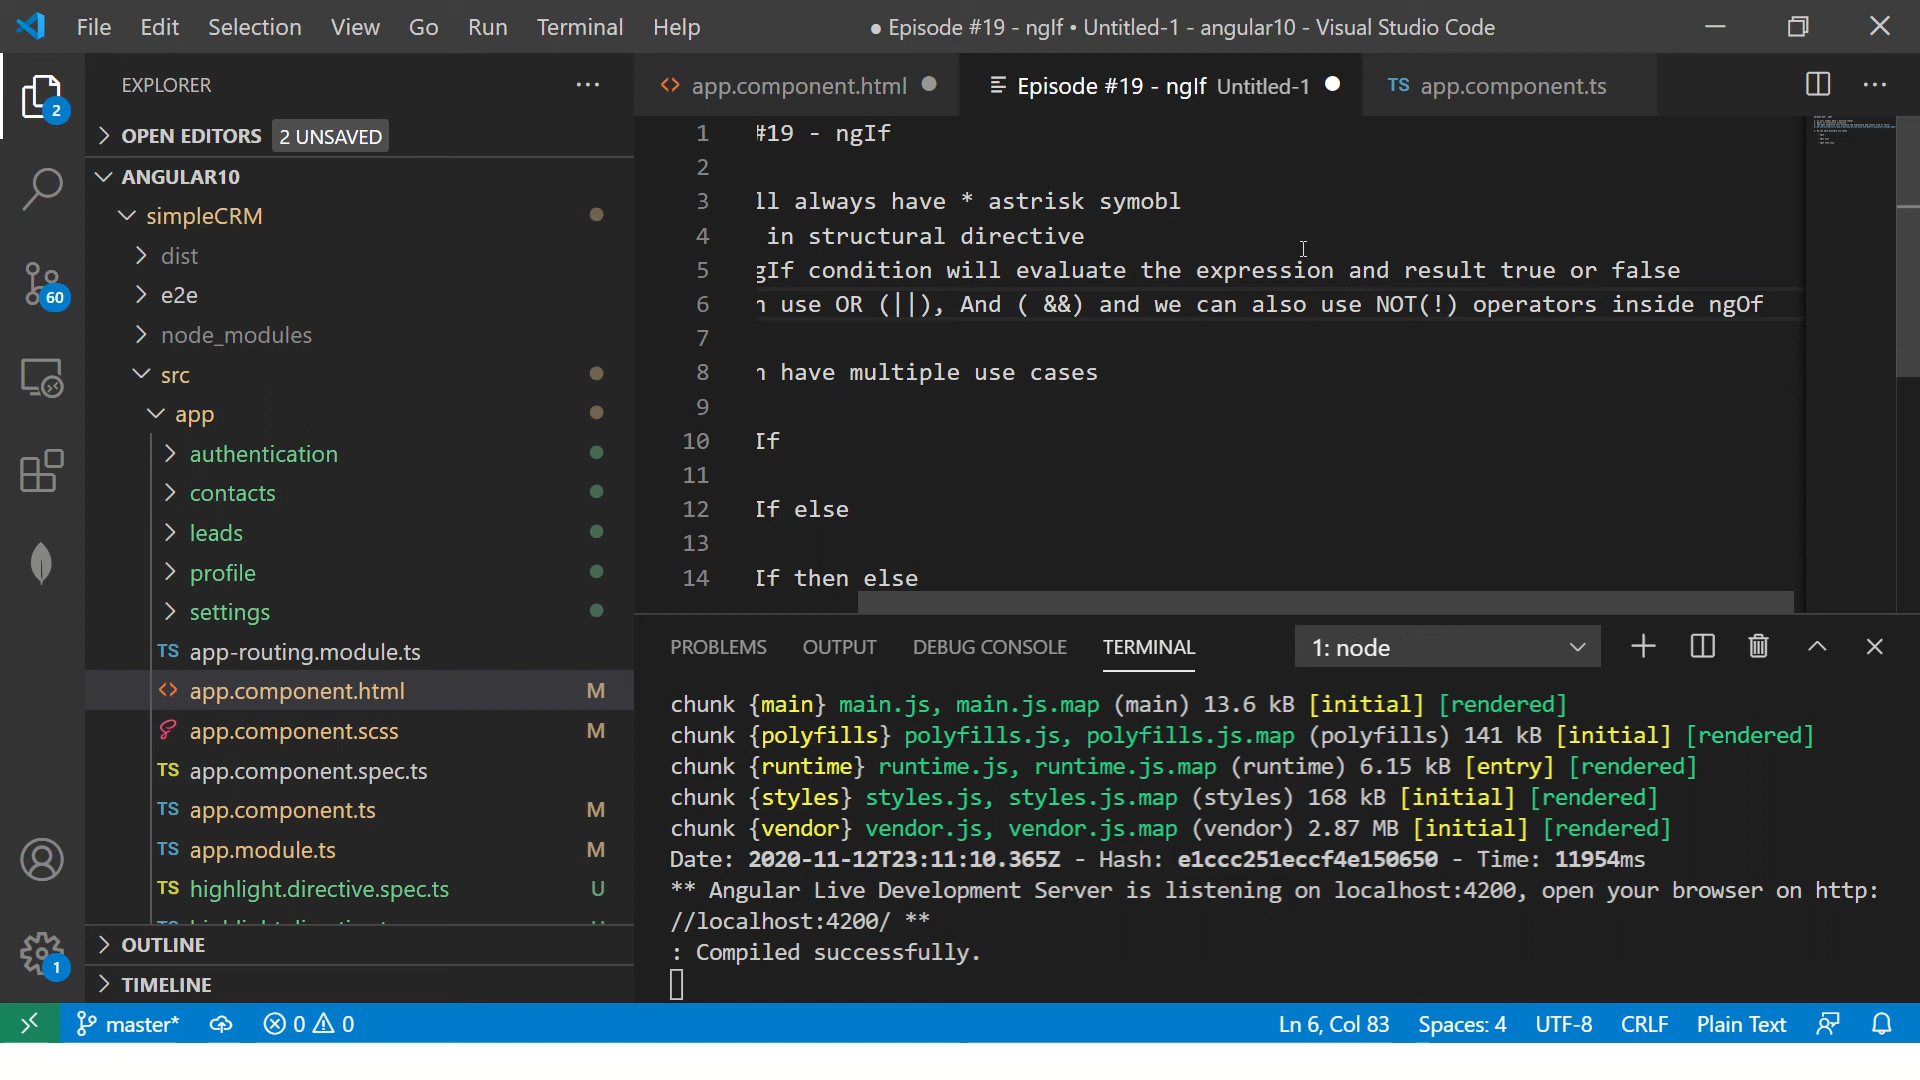 File Edit Selection View Go Run Terminal Help ● Episode #19 - ngIf • Untitled-1 - angular10 - Visual Studio Code
EXPLORER
app.component.html
Episode #19 - ngIf Untitled-1
TS app.component.ts
2
OPEN EDITORS 2 UNSAVED
ANGULAR10
simpleCRM
dist
e2e
node_modules
src
app
authentication
contacts
leads
profile
settings
TS app-routing.module.ts
app.component.html M
app.component.scss M
TS app.component.spec.ts
TS app.component.ts M
TS app.module.ts M
TS highlight.directive.spec.ts U
OUTLINE
TIMELINE
60
1
1 #19 - ngIf
2
3 ll always have * astrisk symobl
4 in structural directive
5 gIf condition will evaluate the expression and result true or false
6 n use OR (||), And ( &&) and we can also use NOT(!) operators inside ngOf
7
8 n have multiple use cases
9
10 If
11
12 If else
13
14 If then else
PROBLEMS OUTPUT DEBUG CONSOLE TERMINAL 1: node
chunk {main} main.js, main.js.map (main) 13.6 kB [initial] [rendered]
chunk {polyfills} polyfills.js, polyfills.js.map (polyfills) 141 kB [initial] [rendered]
chunk {runtime} runtime.js, runtime.js.map (runtime) 6.15 kB [entry] [rendered]
chunk {styles} styles.js, styles.js.map (styles) 168 kB [initial] [rendered]
chunk {vendor} vendor.js, vendor.js.map (vendor) 2.87 MB [initial] [rendered]
Date: 2020-11-12T23:11:10.365Z - Hash: e1ccc251eccf4e150650 - Time: 11954ms
** Angular Live Development Server is listening on localhost:4200, open your browser on http:
//localhost:4200/ **
: Compiled successfully.
master* 0 0 Ln 6, Col 83 Spaces: 4 UTF-8 CRLF Plain Text